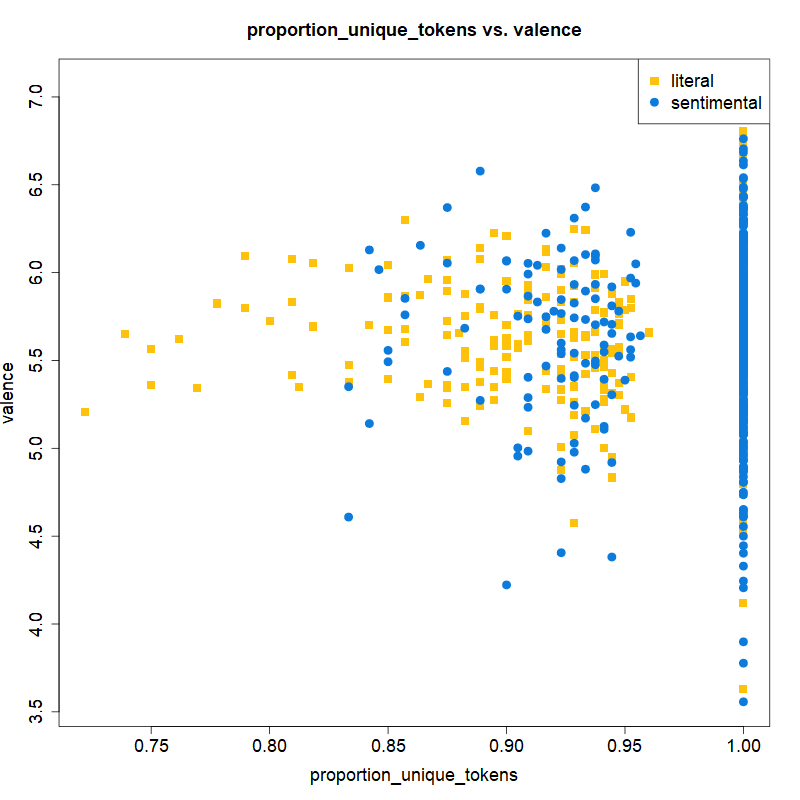 proportion_unique_tokens vs. valence
literal
sentimental
7.0
6.5
6.0
5.5
5.0
4.5
4.0
3.5
valence
0.75 0.80 0.85 0.90 0.95 1.00
proportion_unique_tokens